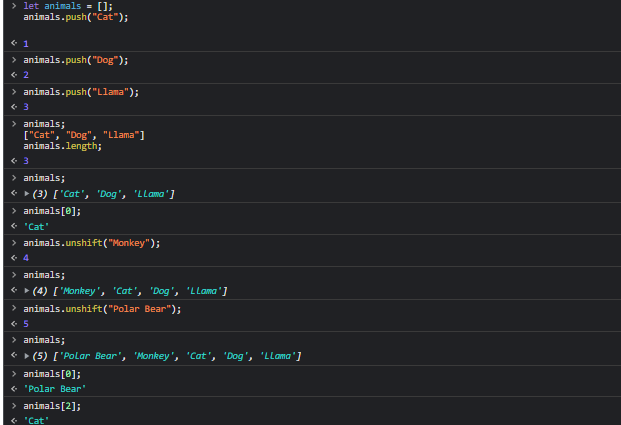 > let animals = [];
animals.push("Cat");
<· 1
> animals.push("Dog");
<· 2
> animals.push("Llama");
<· 3
> animals;
["Cat", "Dog", "Llama"]
animals.length;
<· 3
> animals;
<· ▸ (3) ['Cat', 'Dog', 'Llama']
> animals[0];
<· 'Cat'
> animals.unshift("Monkey");
<· 4
> animals;
<· ▸ (4) ['Monkey', 'Cat', 'Dog', 'Llama']
> animals.unshift("Polar Bear");
<· 5
> animals;
<· ▸ (5) ['Polar Bear', 'Monkey', 'Cat', 'Dog', 'Llama']
> animals[0];
<· 'Polar Bear'
> animals[2];
<· 'Cat'